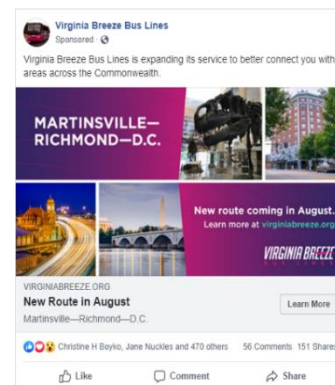 Virginia Breeze Bus Lines
Sponsored ·
Virginia Breeze Bus Lines is expanding its service to better connect you with
areas across the Commonwealth.
MARTINSVILLE—
RICHMOND—D.C.
New route coming in August.
Learn more at virginiabreeze.org
VIRGINIA BREEZE
BUS LINES
VIRGINIABREEZE.ORG
New Route in August
Martinsville—Richmond—D.C.
Learn More
Christine H Boyko, Jane Nuckles and 470 others 56 Comments 151 Shares
Like Comment Share